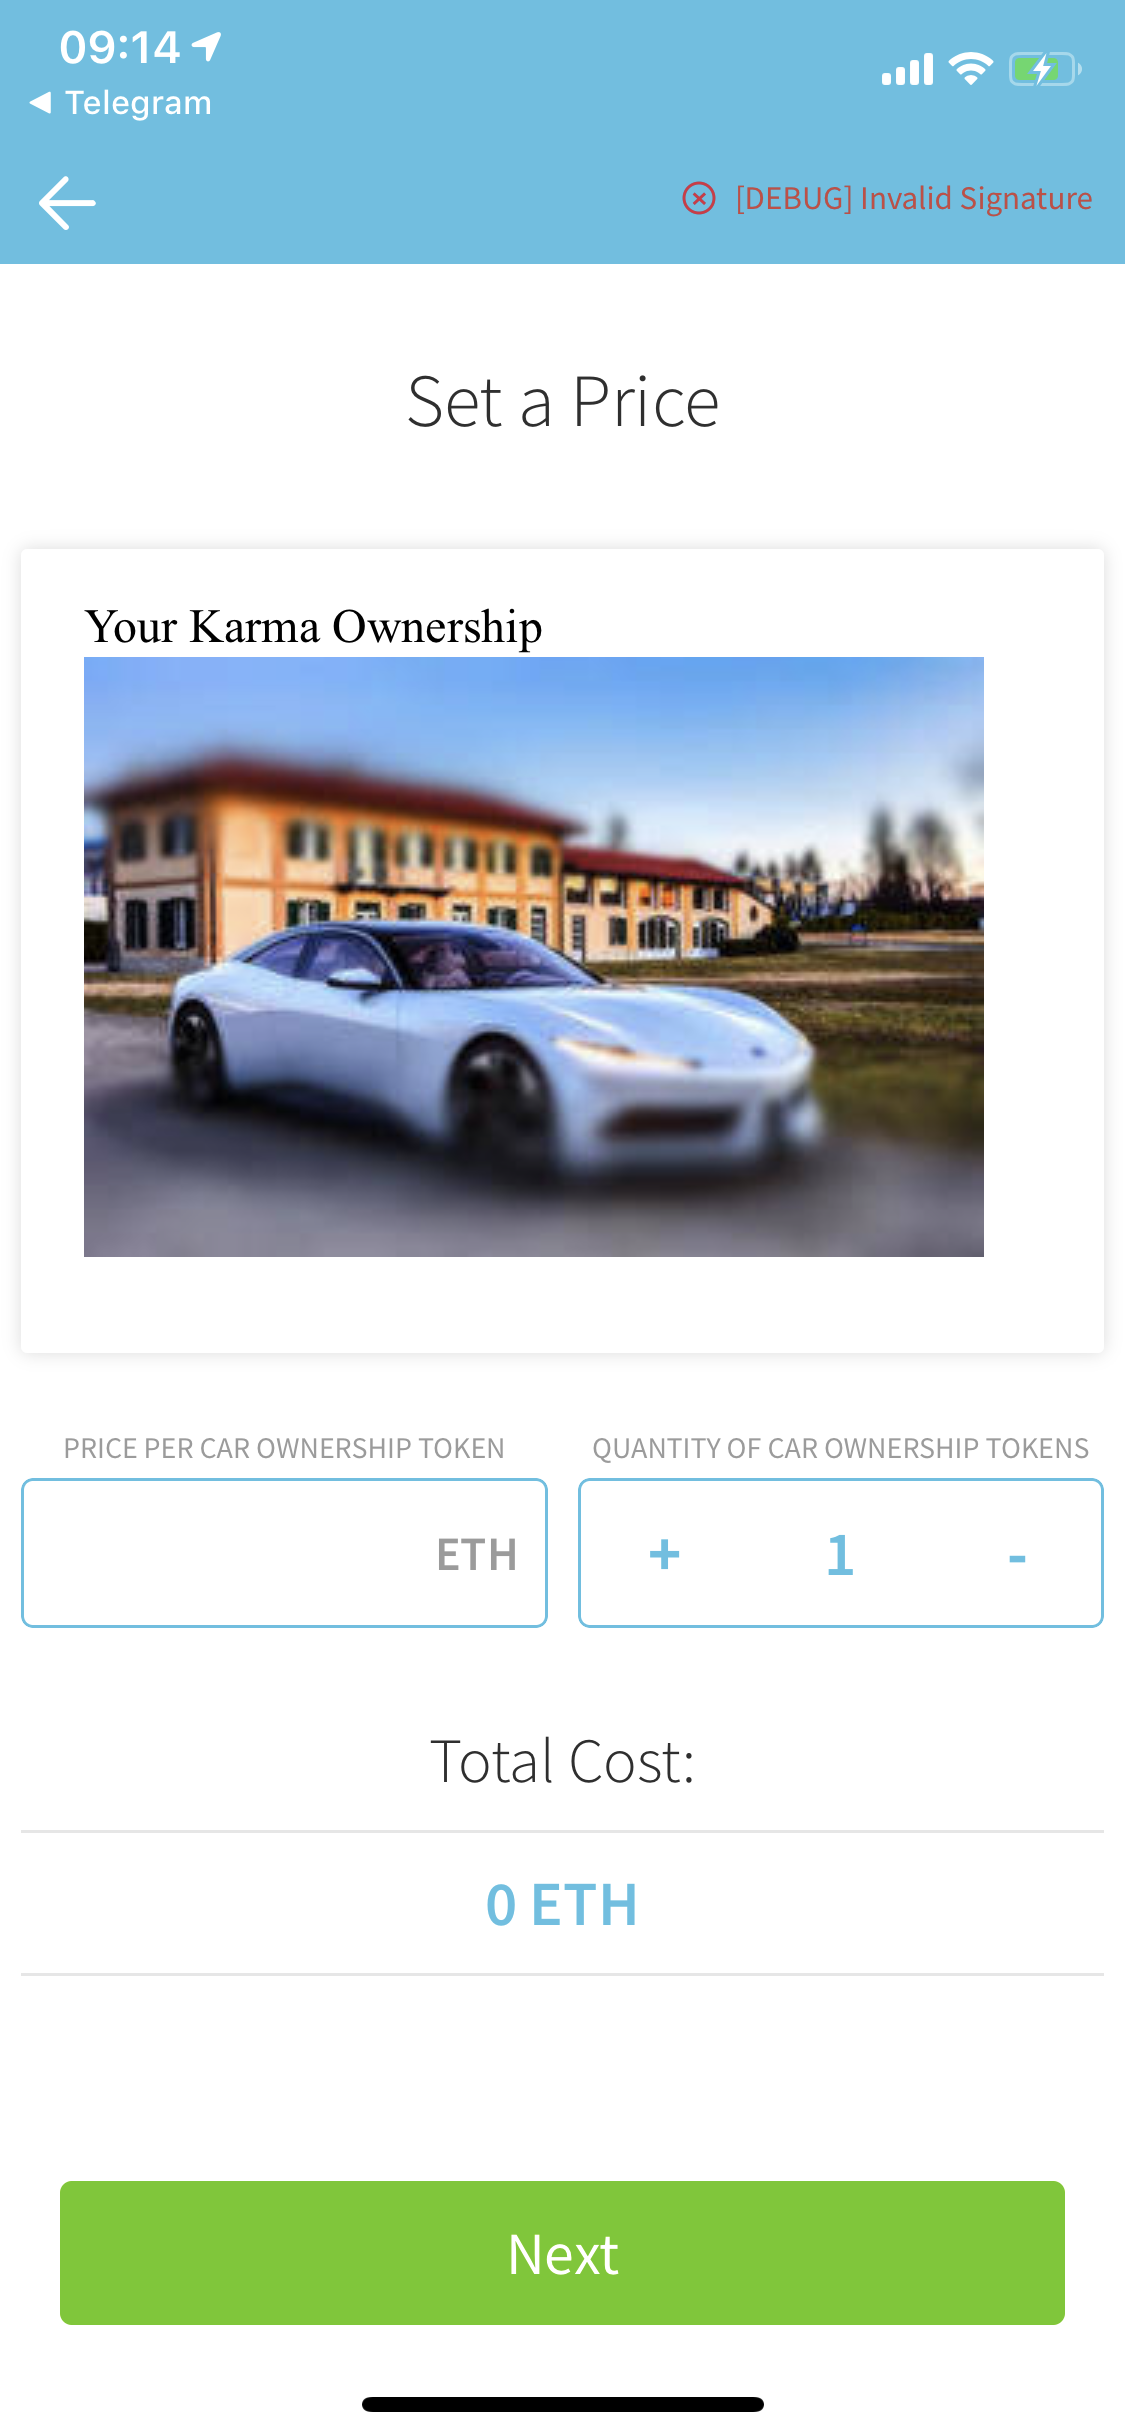 09:14
Telegram
[DEBUG] Invalid Signature
Set a Price
Your Karma Ownership
PRICE PER CAR OWNERSHIP TOKEN
QUANTITY OF CAR OWNERSHIP TOKENS
ETH
+ 1 -
Total Cost:
0 ETH
Next